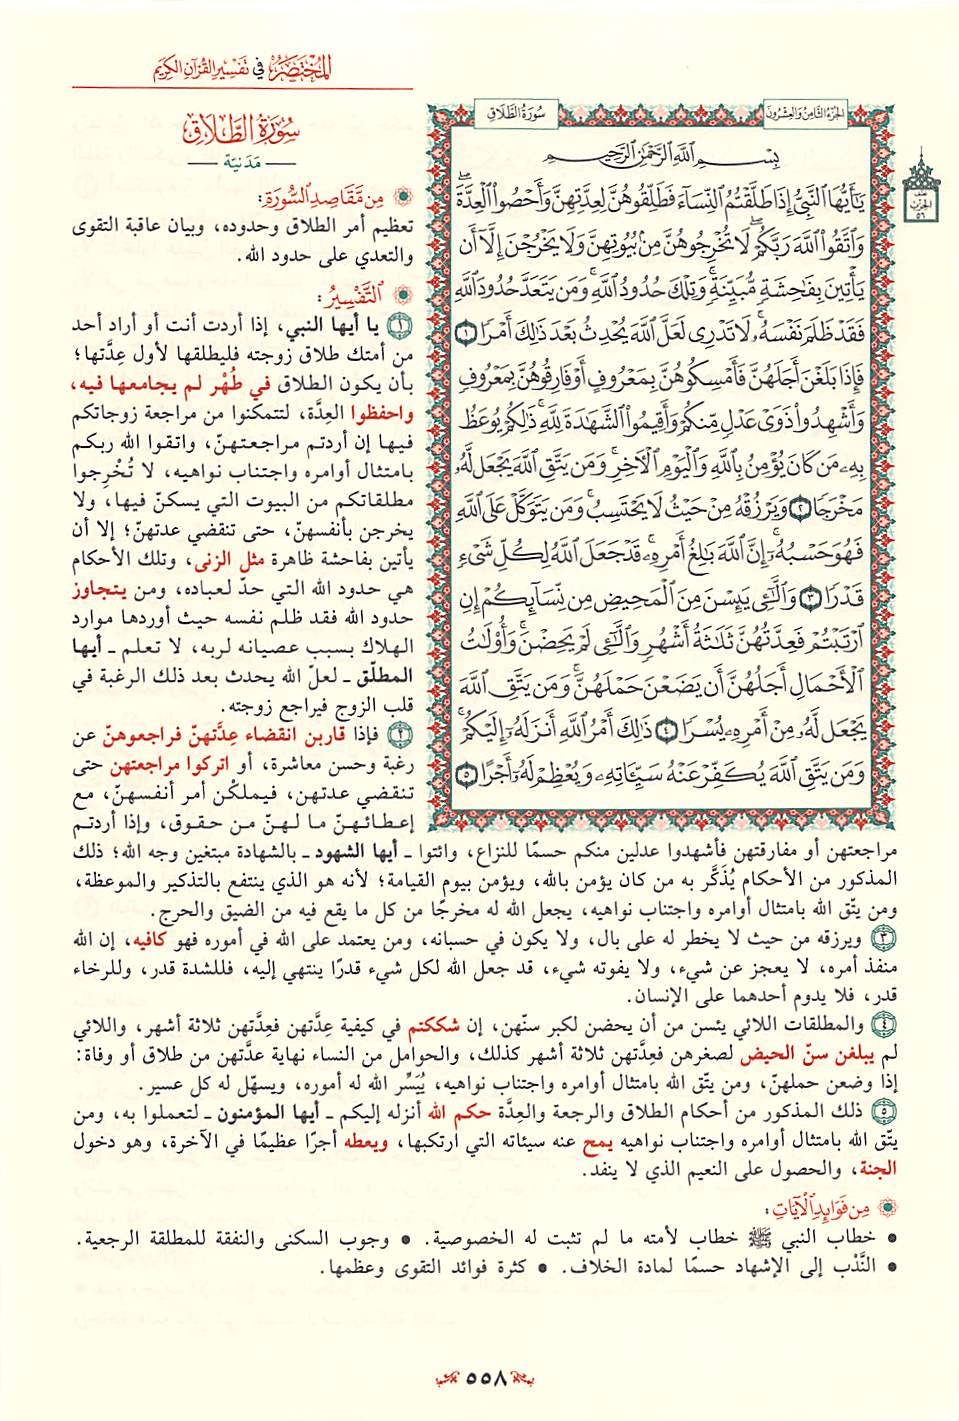 المختصر في تفسير القرآن الكريم
سورة الطلاق
الجزء الثامن والعشرون
نصف
الحزب
٥٦
بِسْمِ ٱللَّهِ ٱلرَّحْمَٰنِ ٱلرَّحِيمِ
يَٰٓأَيُّهَا ٱلنَّبِيُّ إِذَا طَلَّقْتُمُ ٱلنِّسَآءَ فَطَلِّقُوهُنَّ لِعِدَّتِهِنَّ وَأَحْصُوا۟ ٱلْعِدَّةَۖ
وَٱتَّقُوا۟ ٱللَّهَ رَبَّكُمْۖ لَا تُخْرِجُوهُنَّ مِنۢ بُيُوتِهِنَّ وَلَا يَخْرُجْنَ إِلَّآ أَن
يَأْتِينَ بِفَٰحِشَةٍ مُّبَيِّنَةٍۚ وَتِلْكَ حُدُودُ ٱللَّهِۚ وَمَن يَتَعَدَّ حُدُودَ ٱللَّهِ
فَقَدْ ظَلَمَ نَفْسَهُۥۚ لَا تَدْرِى لَعَلَّ ٱللَّهَ يُحْدِثُ بَعْدَ ذَٰلِكَ أَمْرًا ١
فَإِذَا بَلَغْنَ أَجَلَهُنَّ فَأَمْسِكُوهُنَّ بِمَعْرُوفٍ أَوْ فَارِقُوهُنَّ بِمَعْرُوفٍ
وَأَشْهِدُوا۟ ذَوَىْ عَدْلٍ مِّنكُمْ وَأَقِيمُوا۟ ٱلشَّهَٰدَةَ لِلَّهِۚ ذَٰلِكُمْ يُوعَظُ
بِهِۦ مَن كَانَ يُؤْمِنُ بِٱللَّهِ وَٱلْيَوْمِ ٱلْءَاخِرِۚ وَمَن يَتَّقِ ٱللَّهَ يَجْعَل لَّهُۥ
مَخْرَجًا ٢ وَيَرْزُقْهُ مِنْ حَيْثُ لَا يَحْتَسِبُۚ وَمَن يَتَوَكَّلْ عَلَى ٱللَّهِ
فَهُوَ حَسْبُهُۥٓۚ إِنَّ ٱللَّهَ بَٰلِغُ أَمْرِهِۦۚ قَدْ جَعَلَ ٱللَّهُ لِكُلِّ شَىْءٍ
قَدْرًا ٣ وَٱلَّٰٓـِٔى يَئِسْنَ مِنَ ٱلْمَحِيضِ مِن نِّسَآئِكُمْ إِنِ
ٱرْتَبْتُمْ فَعِدَّتُهُنَّ ثَلَٰثَةُ أَشْهُرٍ وَٱلَّٰٓـِٔى لَمْ يَحِضْنَۚ وَأُو۟لَٰتُ
ٱلْأَحْمَالِ أَجَلُهُنَّ أَن يَضَعْنَ حَمْلَهُنَّۚ وَمَن يَتَّقِ ٱللَّهَ
يَجْعَل لَّهُۥ مِنْ أَمْرِهِۦ يُسْرًا ٤ ذَٰلِكَ أَمْرُ ٱللَّهِ أَنزَلَهُۥٓ إِلَيْكُمْۚ
وَمَن يَتَّقِ ٱللَّهَ يُكَفِّرْ عَنْهُ سَيِّـَٔاتِهِۦ وَيُعْظِمْ لَهُۥٓ أَجْرًا ٥
سُورَةُ الطَّلَاقِ
مَدَنيّة
مِن مَّقَاصِدِ السُّورَةِ:
تعظيم أمر الطلاق وحدوده، وبيان عاقبة التقوى
والتعدي على حدود الله.
التَّفْسِيرُ:
١ يا أيها النبي، إذا أردت أنت أو أراد أحد
من أمتك طلاق زوجته فليطلقها لأول عِدَّتها؛
بأن يكون الطلاق في طُهْر لم يجامعها فيه،
واحفظوا العِدَّة، لتتمكنوا من مراجعة زوجاتكم
فيها إن أردتم مراجعتهنّ، واتقوا الله ربكم
بامتثال أوامره واجتناب نواهيه، لا تُخْرِجوا
مطلقاتكم من البيوت التي يسكنّ فيها، ولا
يخرجن بأنفسهنّ، حتى تنقضي عدتهنّ؛ إلا أن
يأتين بفاحشة ظاهرة مثل الزنى، وتلك الأحكام
هي حدود الله التي حدّ لعباده، ومن يتجاوز
حدود الله فقد ظلم نفسه حيث أوردها موارد
الهلاك بسبب عصيانه لربه، لا تعلم ـ أيها
المطلّق ـ لعلّ الله يحدث بعد ذلك الرغبة في
قلب الزوج فيراجع زوجته.
٢ فإذا قاربن انقضاء عِدَّتهنّ فراجعوهنّ عن
رغبة وحسن معاشرة، أو اتركوا مراجعتهن حتى
تنقضي عدتهن، فيملكْن أمر أنفسهنّ، مع
إعطائهنّ ما لهنّ من حقوق، وإذا أردتم
مراجعتهن أو مفارقتهن فأشهدوا عدلين منكم حسمًا للنزاع، وائتوا ـ أيها الشهود ـ بالشهادة مبتغين وجه الله؛ ذلك
المذكور من الأحكام يُذَكَّر به من كان يؤمن بالله، ويؤمن بيوم القيامة؛ لأنه هو الذي ينتفع بالتذكير والموعظة،
ومن يتّق الله بامتثال أوامره واجتناب نواهيه، يجعل الله له مخرجًا من كل ما يقع فيه من الضيق والحرج.
٣ ويرزقه من حيث لا يخطر له على بال، ولا يكون في حسبانه، ومن يعتمد على الله في أموره فهو كافيه، إن الله
منفذ أمره، لا يعجز عن شيء، ولا يفوته شيء، قد جعل الله لكل شيء قدرًا ينتهي إليه، فللشدة قدر، وللرخاء
قدر، فلا يدوم أحدهما على الإنسان.
٤ والمطلقات اللائي يئسن من أن يحضن لكبر سنّهن، إن شككتم في كيفية عِدَّتهن فعِدَّتهن ثلاثة أشهر، واللائي
لم يبلغن سنّ الحيض لصغرهن فعِدَّتهن ثلاثة أشهر كذلك، والحوامل من النساء نهاية عدَّتهن من طلاق أو وفاة:
إذا وضعن حملهنّ، ومن يتّق الله بامتثال أوامره واجتناب نواهيه، يُيَسِّر الله له أموره، ويسهّل له كل عسير.
٥ ذلك المذكور من أحكام الطلاق والرجعة والعِدَّة حكم الله أنزله إليكم ـ أيها المؤمنون ـ لتعملوا به، ومن
يتّق الله بامتثال أوامره واجتناب نواهيه يمح عنه سيئاته التي ارتكبها، ويعطه أجرًا عظيمًا في الآخرة، وهو دخول
الجنة، والحصول على النعيم الذي لا ينفد.
مِن فَوَائِدِ الآيَاتِ:
• خطاب النبي ﷺ خطاب لأمته ما لم تثبت له الخصوصية. • وجوب السكنى والنفقة للمطلقة الرجعية.
• النَّدْب إلى الإشهاد حسمًا لمادة الخلاف. • كثرة فوائد التقوى وعظمها.
٥٥٨